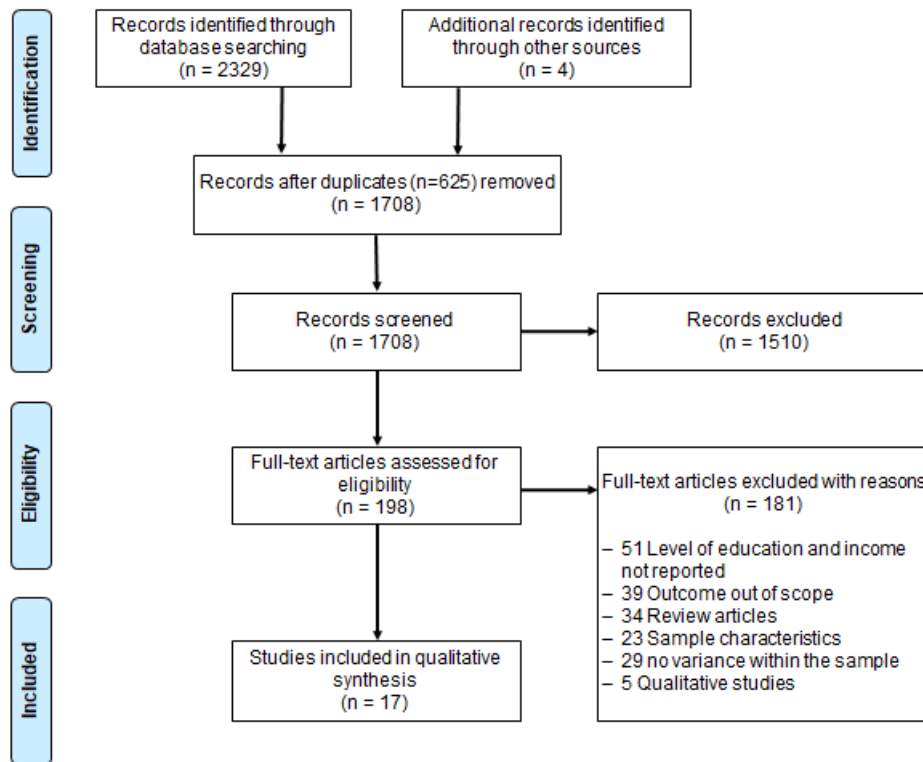 Identification
Records identified through
database searching
(n = 2329)
Additional records identified
through other sources
(n = 4)
Records after duplicates (n=625) removed
(n = 1708)
Screening
Records screened
(n = 1708)
Records excluded
(n = 1510)
Eligibility
Full-text articles assessed for
eligibility
(n = 198)
Full-text articles excluded with reasons
(n = 181)
– 51 Level of education and income
not reported
– 39 Outcome out of scope
– 34 Review articles
– 23 Sample characteristics
– 29 no variance within the sample
– 5 Qualitative studies
Included
Studies included in qualitative
synthesis
(n = 17)